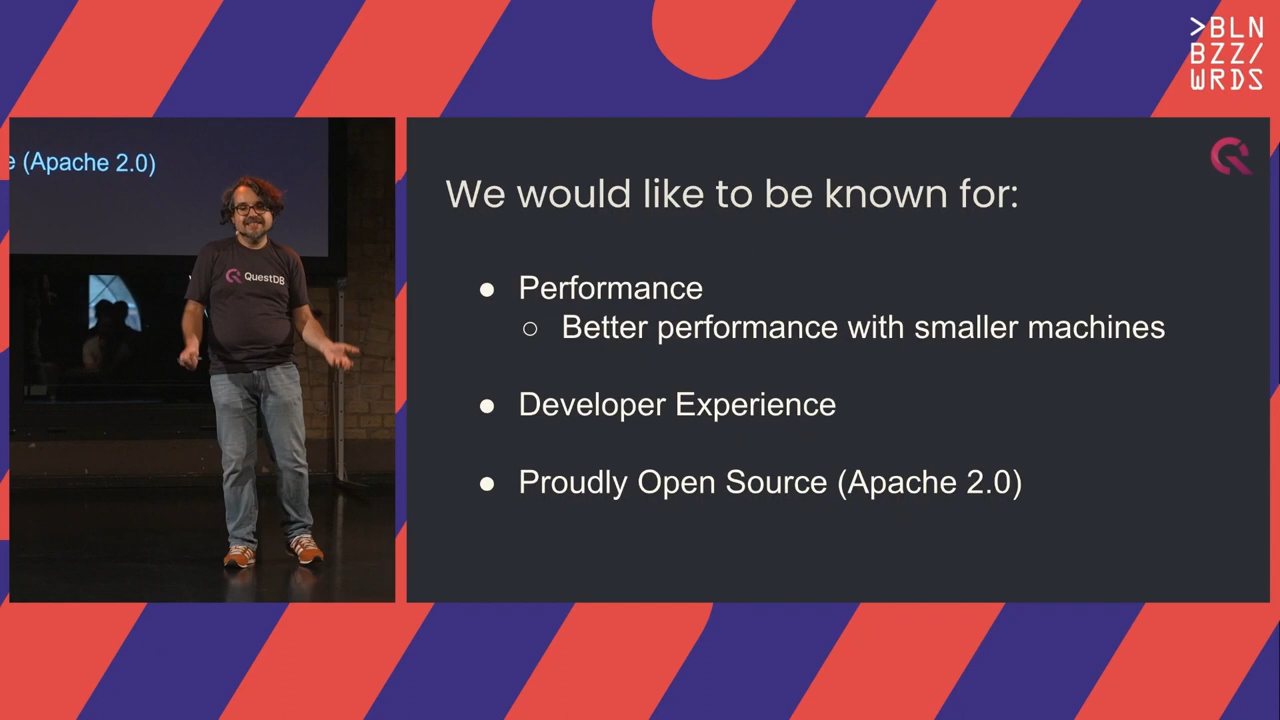 >BLN
BZZ/
WRDS
e (Apache 2.0)
QuestDB
We would like to be known for:
● Performance
○ Better performance with smaller machines
● Developer Experience
● Proudly Open Source (Apache 2.0)